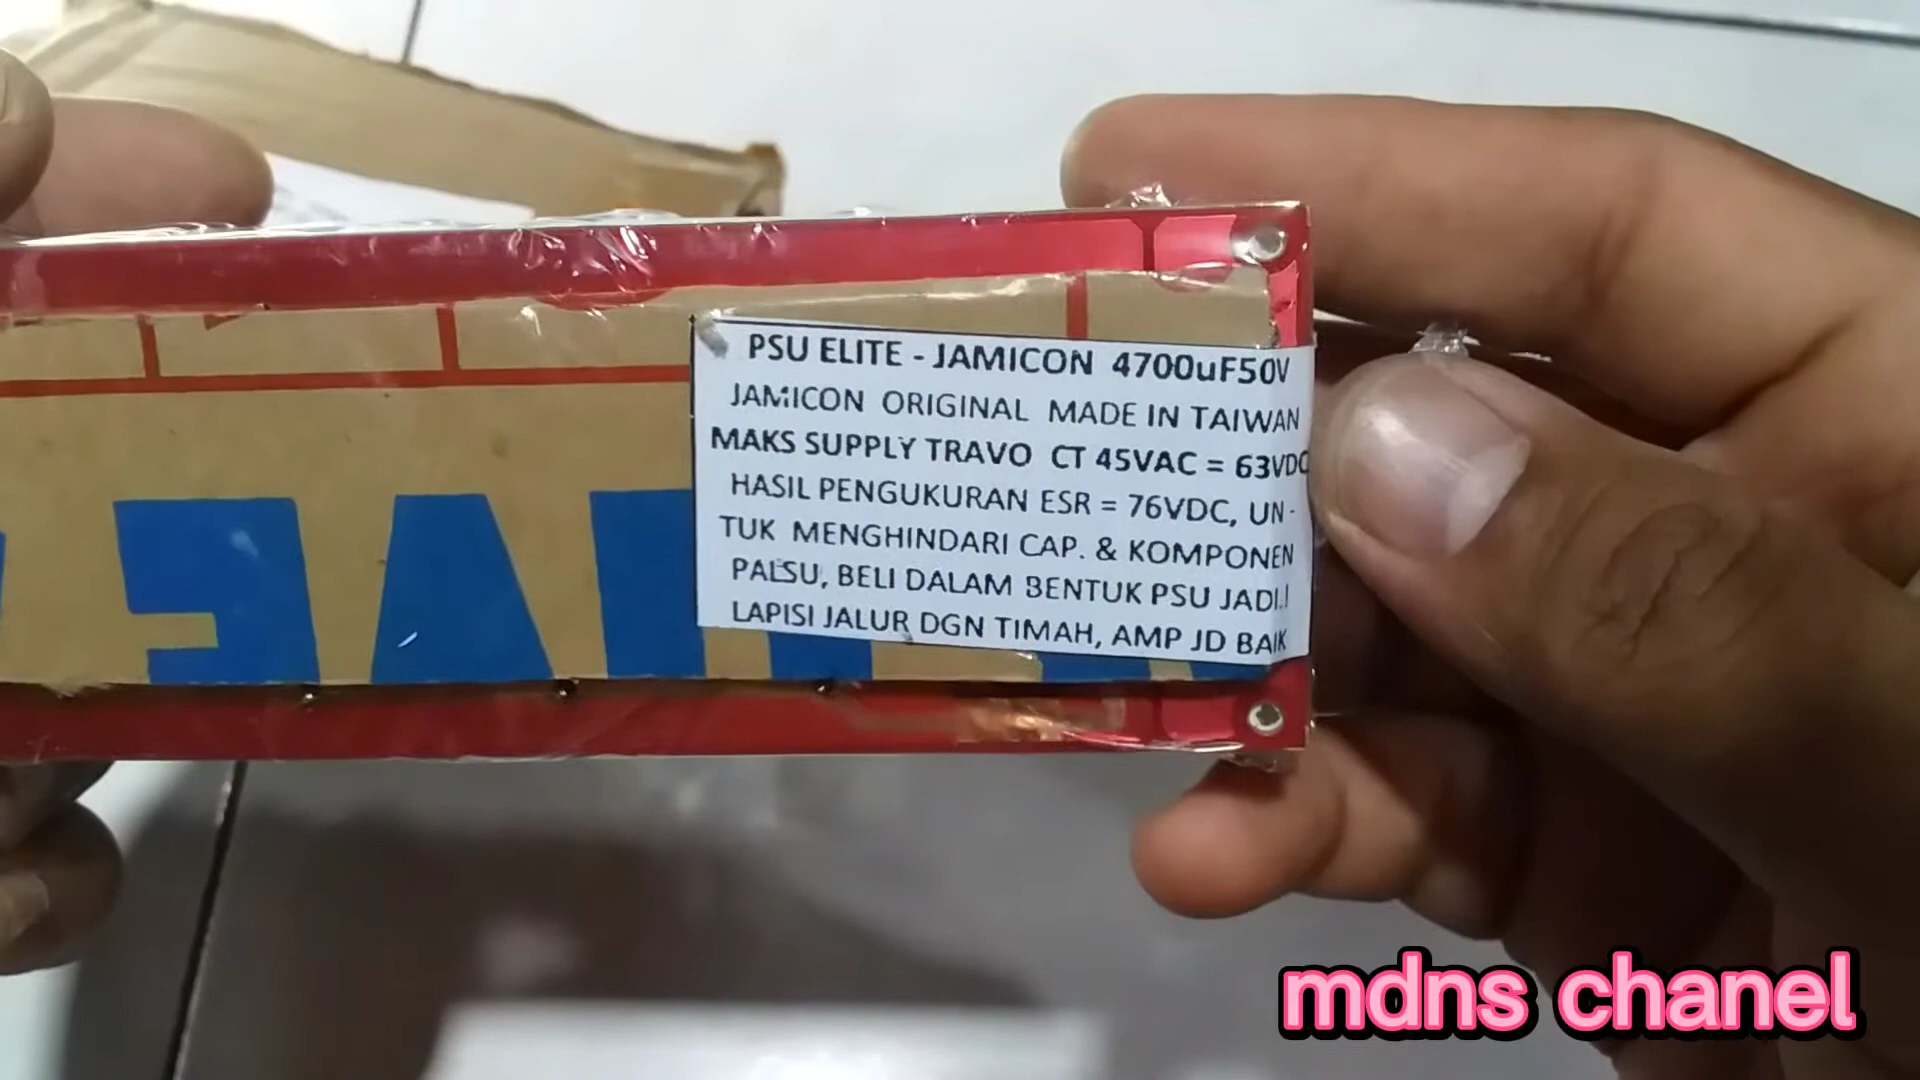 PSU ELITE - JAMICON 4700uF50V
JAMICON ORIGINAL MADE IN TAIWAN
MAKS SUPPLY TRAVO CT 45VAC = 63VDC
HASIL PENGUKURAN ESR = 76VDC, UN-
TUK MENGHINDARI CAP. & KOMPONEN
PALSU, BELI DALAM BENTUK PSU JADI.!
LAPISI JALUR DGN TIMAH, AMP JD BAIK
mdns chanel